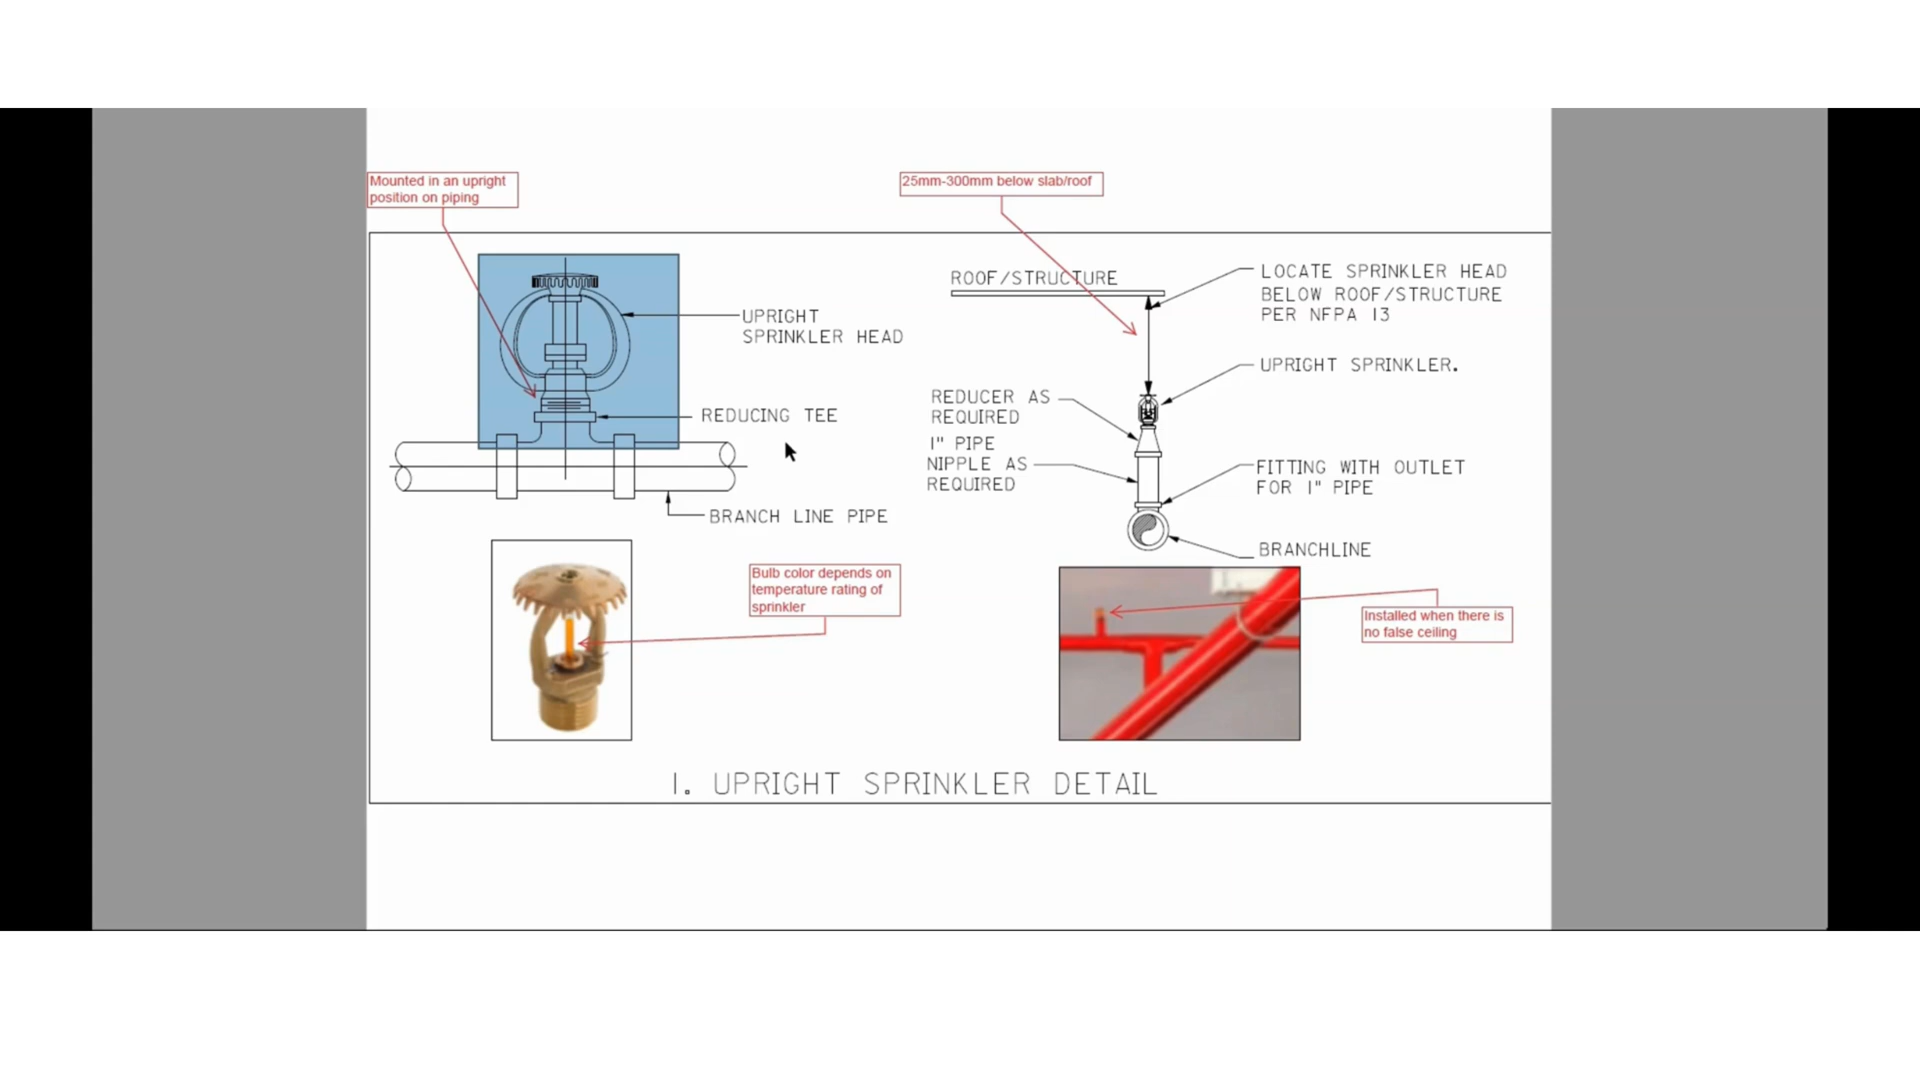 Mounted in an upright
position on piping
25mm-300mm below slab/roof
ROOF/STRUCTURE
LOCATE SPRINKLER HEAD
BELOW ROOF/STRUCTURE
PER NFPA 13
UPRIGHT
SPRINKLER HEAD
UPRIGHT SPRINKLER.
REDUCING TEE
REDUCER AS
REQUIRED
1" PIPE
NIPPLE AS
REQUIRED
FITTING WITH OUTLET
FOR 1" PIPE
BRANCH LINE PIPE
BRANCHLINE
Bulb color depends on
temperature rating of
sprinkler
Installed when there is
no false ceiling
1. UPRIGHT SPRINKLER DETAIL